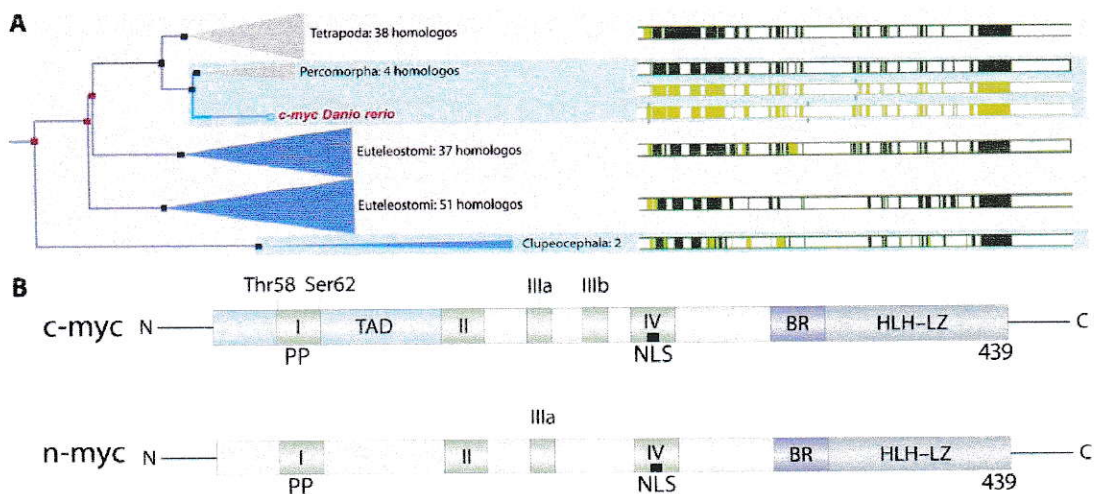 A
Tetrapoda: 38 homologos
Percomorpha: 4 homologos
c-myc Danio rerio
Euteleostomi: 37 homologos
Euteleostomi: 51 homologos
Clupeocephala: 2
B
Thr58 Ser62 IIIa IIIb
c-myc N I TAD II IV BR HLH–LZ C
PP NLS 439
IIIa
n-myc N I II IV BR HLH–LZ C
PP NLS 439